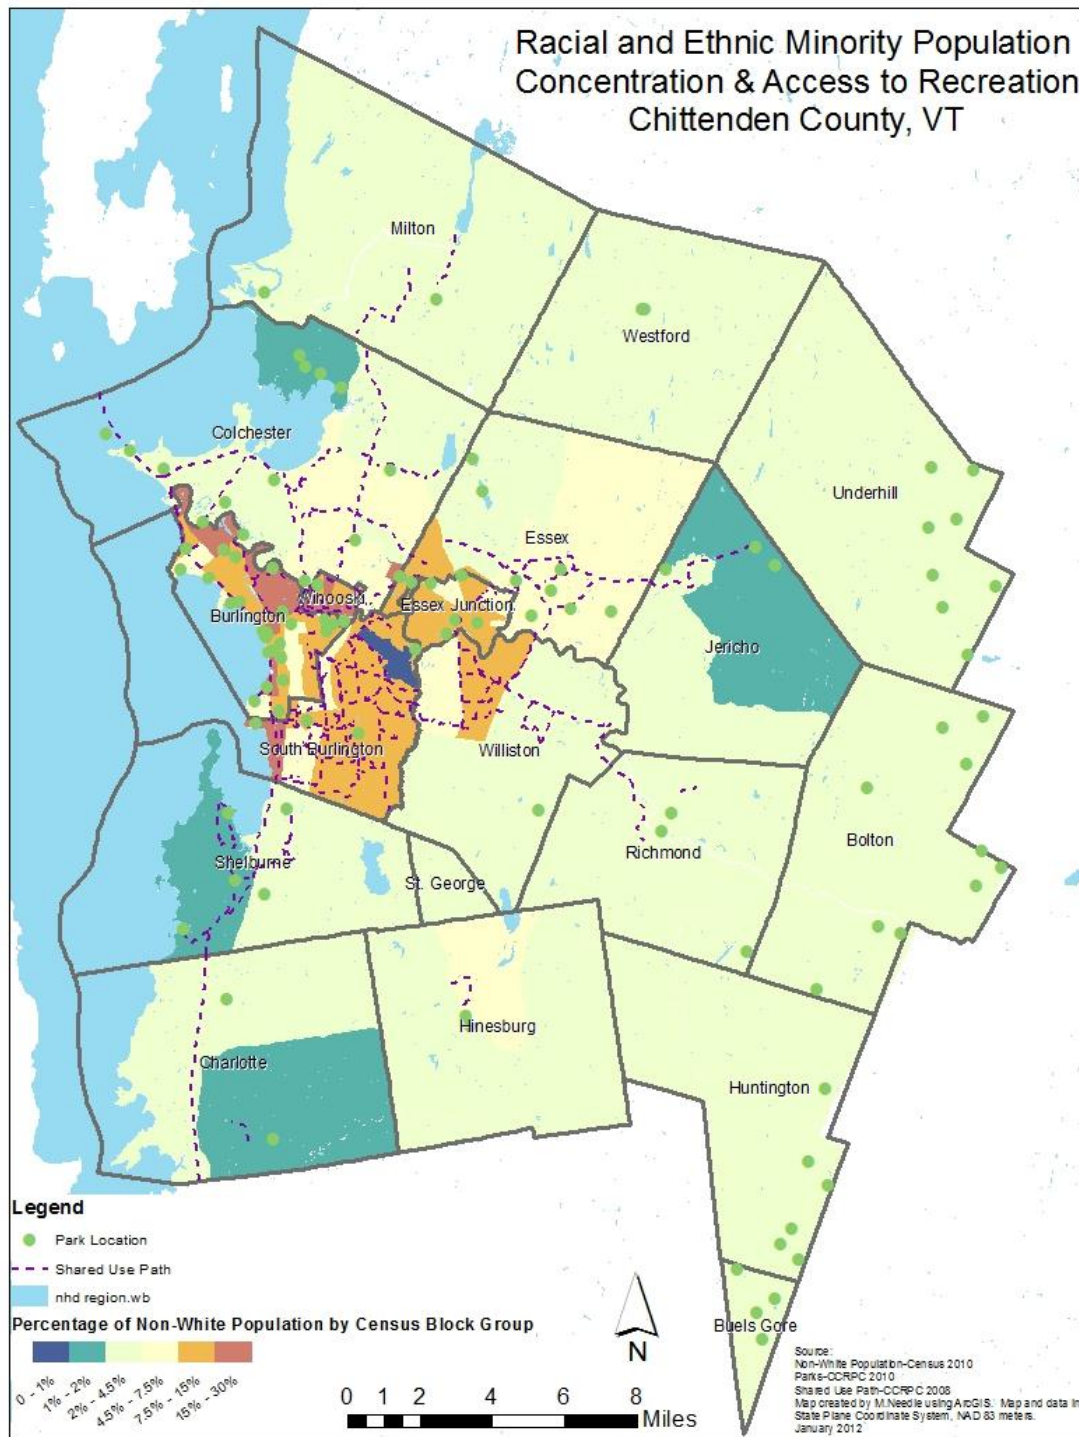 Racial and Ethnic Minority Population
Concentration & Access to Recreation
Chittenden County, VT
Milton
Westford
Colchester
Underhill
Essex
Winooski
Essex Junction
Burlington
Jericho
South Burlington
Williston
Bolton
Richmond
Shelburne
St. George
Hinesburg
Charlotte
Huntington
Buels Gore
Legend
Park Location
Shared Use Path
nhd region.wb
Percentage of Non-White Population by Census Block Group
0 - 1%
1% - 2%
2% - 4.5%
4.5% - 7.5%
7.5% - 15%
15% - 30%
N
0 1 2 4 6 8
Miles
Source:
Non-White Population-Census 2010
Parks-CCRPC 2010
Shared Use Path-CCRPC 2008
Map created by M.Needle using ArcGIS. Map and data in
State Plane Coordinate System, NAD 83 meters.
January 2012